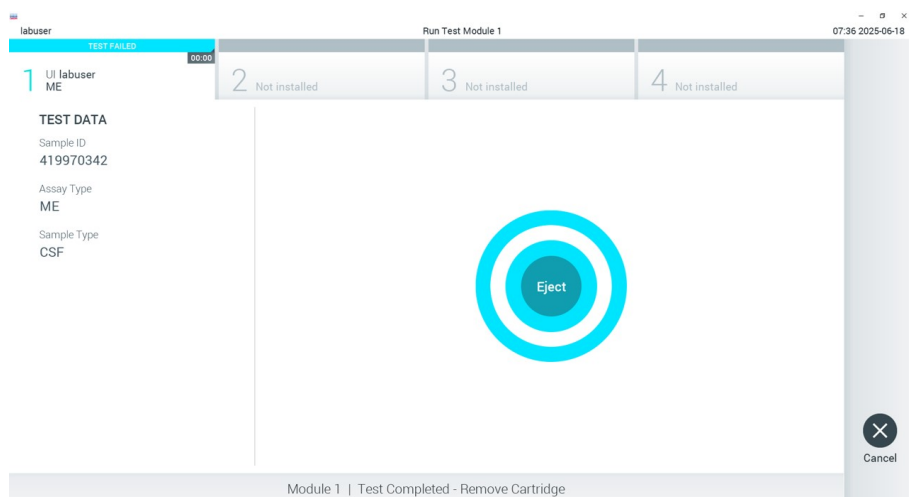 labuser
Run Test Module 1
07:36 2025-06-18
TEST FAILED
00:00
1
UI labuser
ME
2 Not installed
3 Not installed
4 Not installed
TEST DATA
Sample ID
419970342
Assay Type
ME
Sample Type
CSF
Eject
Cancel
Module 1 | Test Completed - Remove Cartridge